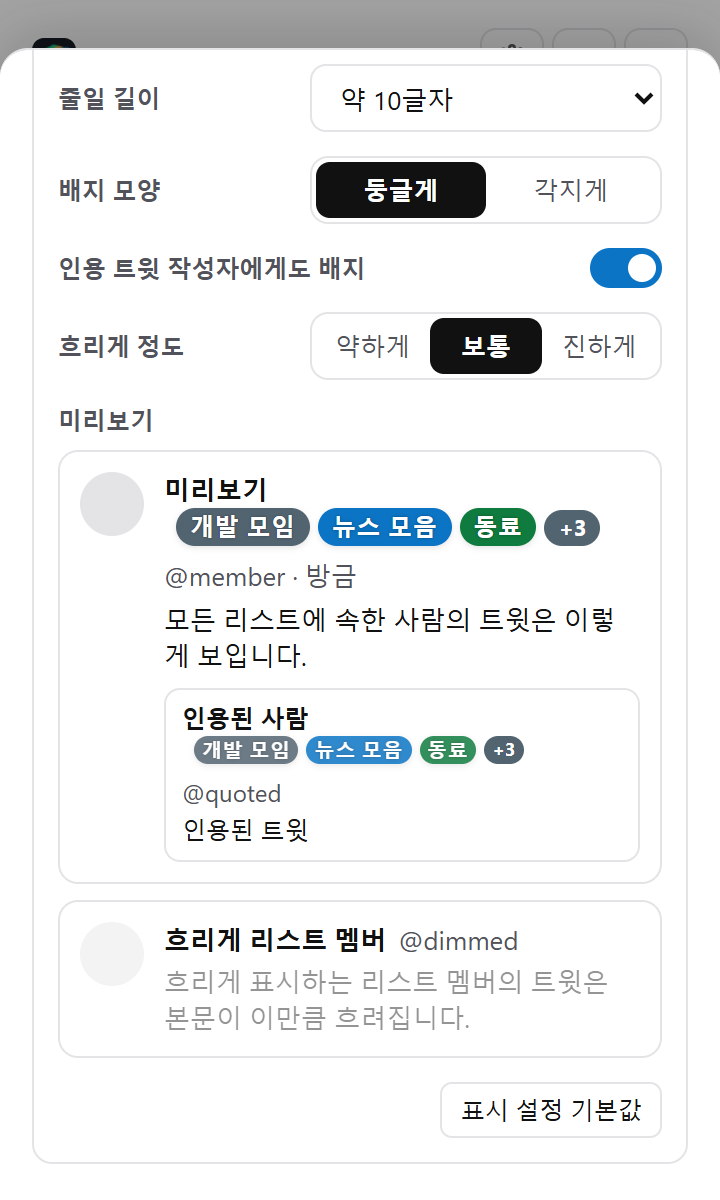 줄일 길이
약 10글자
배지 모양
둥글게
각지게
인용 트윗 작성자에게도 배지
흐리게 정도
약하게
보통
진하게
미리보기
미리보기
개발 모임 뉴스 모음 동료 +3
@member · 방금
모든 리스트에 속한 사람의 트윗은 이렇
게 보입니다.
인용된 사람
개발 모임 뉴스 모음 동료 +3
@quoted
인용된 트윗
흐리게 리스트 멤버 @dimmed
흐리게 표시하는 리스트 멤버의 트윗은
본문이 이만큼 흐려집니다.
표시 설정 기본값